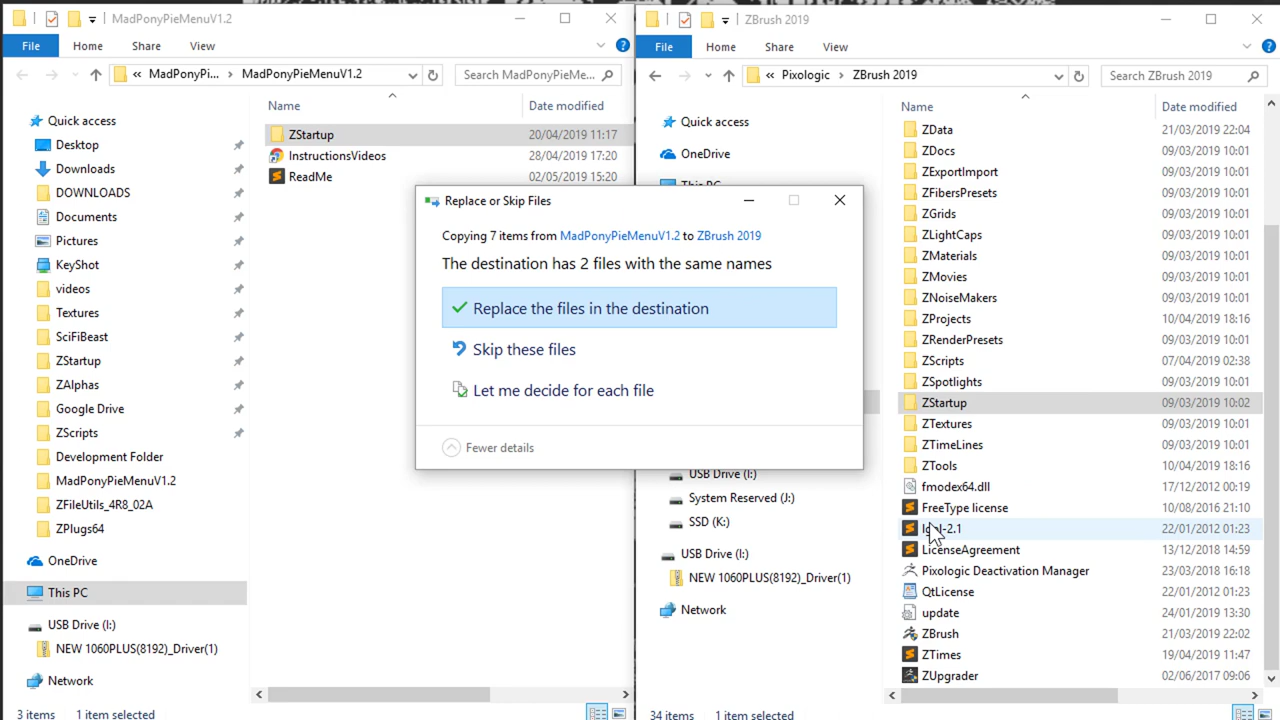 MadPonyPieMenuV1.2
File
Home
Share
View
« MadPonyPi... > MadPonyPieMenuV1.2
Search MadPonyPieMe...
Quick access
Desktop
Downloads
DOWNLOADS
Documents
Pictures
KeyShot
videos
Textures
SciFiBeast
ZStartup
ZAlphas
Google Drive
ZScripts
Development Folder
MadPonyPieMenuV1.2
ZFileUtils_4R8_02A
ZPlugs64
OneDrive
This PC
USB Drive (I:)
NEW 1060PLUS(8192)_Driver(1)
Network
Name Date modified
ZStartup 20/04/2019 11:17
InstructionsVideos 28/04/2019 17:20
ReadMe 02/05/2019 15:20
3 items 1 item selected
Replace or Skip Files
Copying 7 items from MadPonyPieMenuV1.2 to ZBrush 2019
The destination has 2 files with the same names
Replace the files in the destination
Skip these files
Let me decide for each file
Fewer details
ZBrush 2019
File
Home
Share
View
« Pixologic > ZBrush 2019
Search ZBrush 2019
Quick access
OneDrive
This PC
USB Drive (I:)
System Reserved (J:)
SSD (K:)
USB Drive (I:)
NEW 1060PLUS(8192)_Driver(1)
Network
Name Date modified
ZData 21/03/2019 22:04
ZDocs 09/03/2019 10:01
ZExportImport 09/03/2019 10:01
ZFibersPresets 09/03/2019 10:01
ZGrids 09/03/2019 10:01
ZLightCaps 09/03/2019 10:01
ZMaterials 09/03/2019 10:01
ZMovies 09/03/2019 10:01
ZNoiseMakers 09/03/2019 10:01
ZProjects 10/04/2019 18:16
ZRenderPresets 09/03/2019 10:01
ZScripts 07/04/2019 02:38
ZSpotlights 09/03/2019 10:01
ZStartup 09/03/2019 10:02
ZTextures 09/03/2019 10:01
ZTimeLines 09/03/2019 10:01
ZTools 10/04/2019 18:16
fmodex64.dll 17/12/2012 00:19
FreeType license 10/08/2016 21:10
22/01/2012 01:23
LicenseAgreement 13/12/2018 14:59
Pixologic Deactivation Manager 23/03/2018 16:18
QtLicense 22/01/2012 01:23
update 24/01/2019 13:30
ZBrush 21/03/2019 22:02
ZTimes 19/04/2019 11:47
ZUpgrader 02/06/2017 09:06
34 items 1 item selected